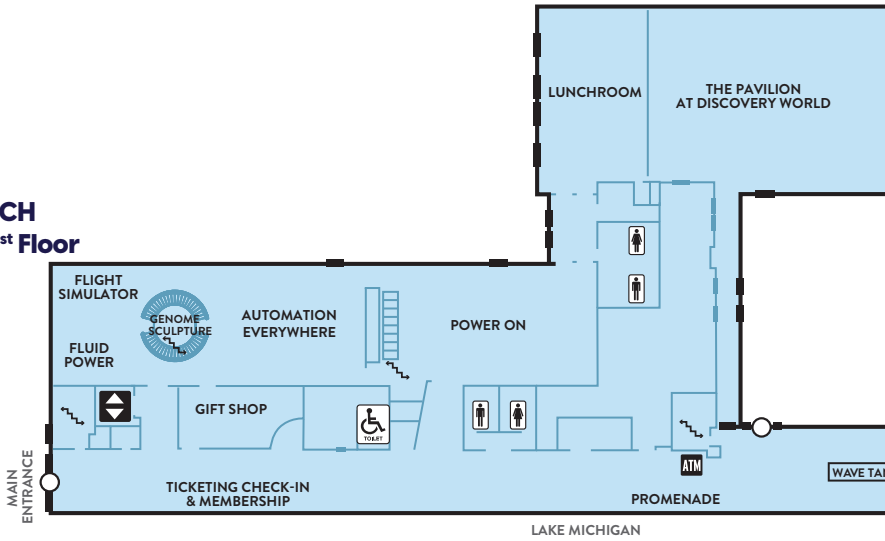 LUNCHROOM
THE PAVILION
AT DISCOVERY WORLD
CH
st Floor
FLIGHT
SIMULATOR
GENOME
SCULPTURE
AUTOMATION
EVERYWHERE
POWER ON
FLUID
POWER
GIFT SHOP
TOILET
MAIN
ENTRANCE
TICKETING CHECK-IN
& MEMBERSHIP
ATM
PROMENADE
WAVE TA
LAKE MICHIGAN